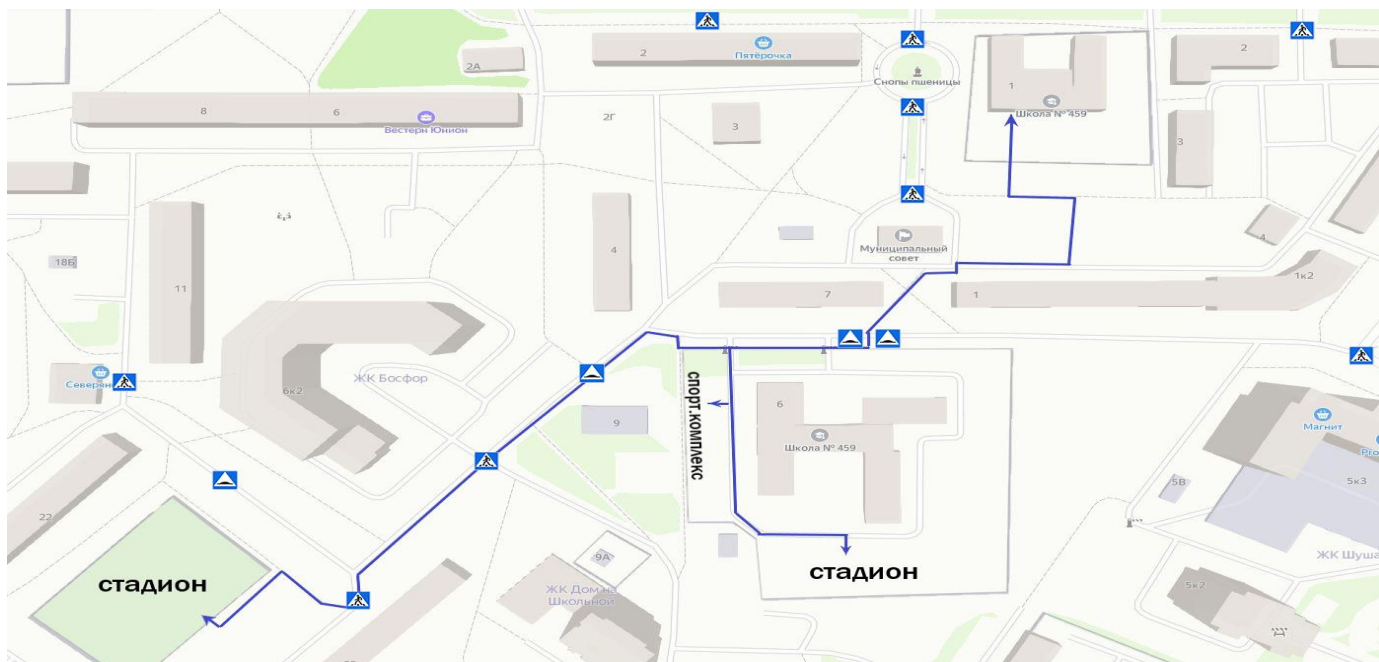 2
Пятёрочка
2
1
2А
Снопы пшеницы
8
6
Вестерн Юнион
2Г
3
Школа № 459
3
4
Муниципальный
совет
4
18Б
11
7
1
1к2
Северян
ЖК Босфор
6к2
9
спорт.комплекс
6
Школа № 459
Магнит
5В
5к3
22
стадион
9А
ЖК Дом на
Школьной
стадион
ЖК Шуша
5к2